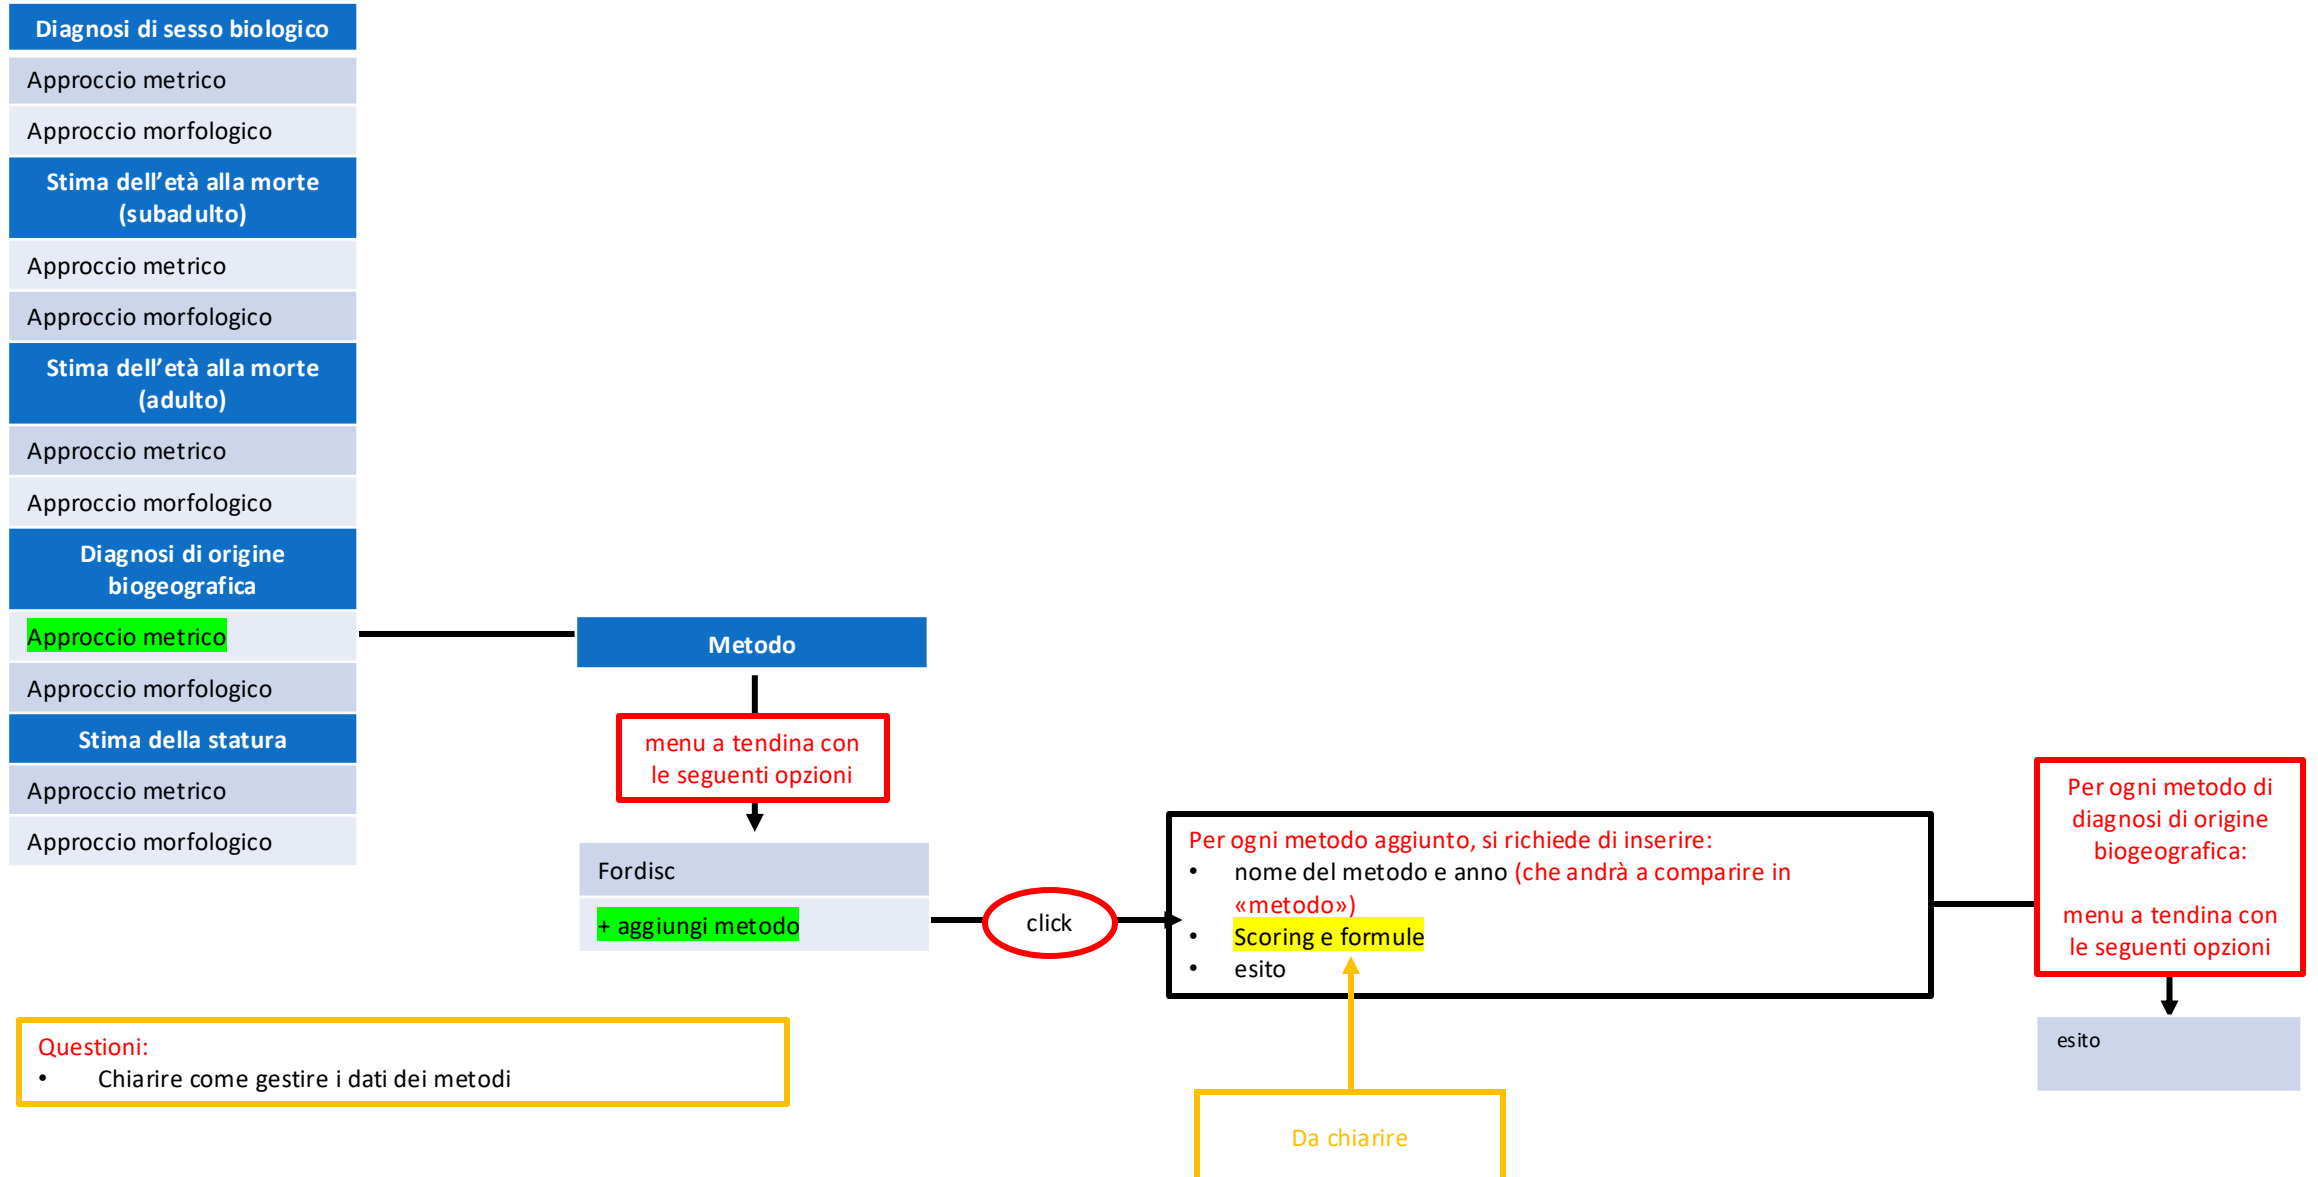 Diagnosi di sesso biologico
Approccio metrico
Approccio morfologico
Stima dell’età alla morte
(subadulto)
Approccio metrico
Approccio morfologico
Stima dell’età alla morte
(adulto)
Approccio metrico
Approccio morfologico
Diagnosi di origine
biogeografica
Approccio metrico
Approccio morfologico
Stima della statura
Approccio metrico
Approccio morfologico
Metodo
menu a tendina con
le seguenti opzioni
Fordisc
+ aggiungi metodo
click
Per ogni metodo aggiunto, si richiede di inserire:
• nome del metodo e anno (che andrà a comparire in
«metodo»)
• Scoring e formule
• esito
Per ogni metodo di
diagnosi di origine
biogeografica:
menu a tendina con
le seguenti opzioni
esito
Questioni:
• Chiarire come gestire i dati dei metodi
Da chiarire